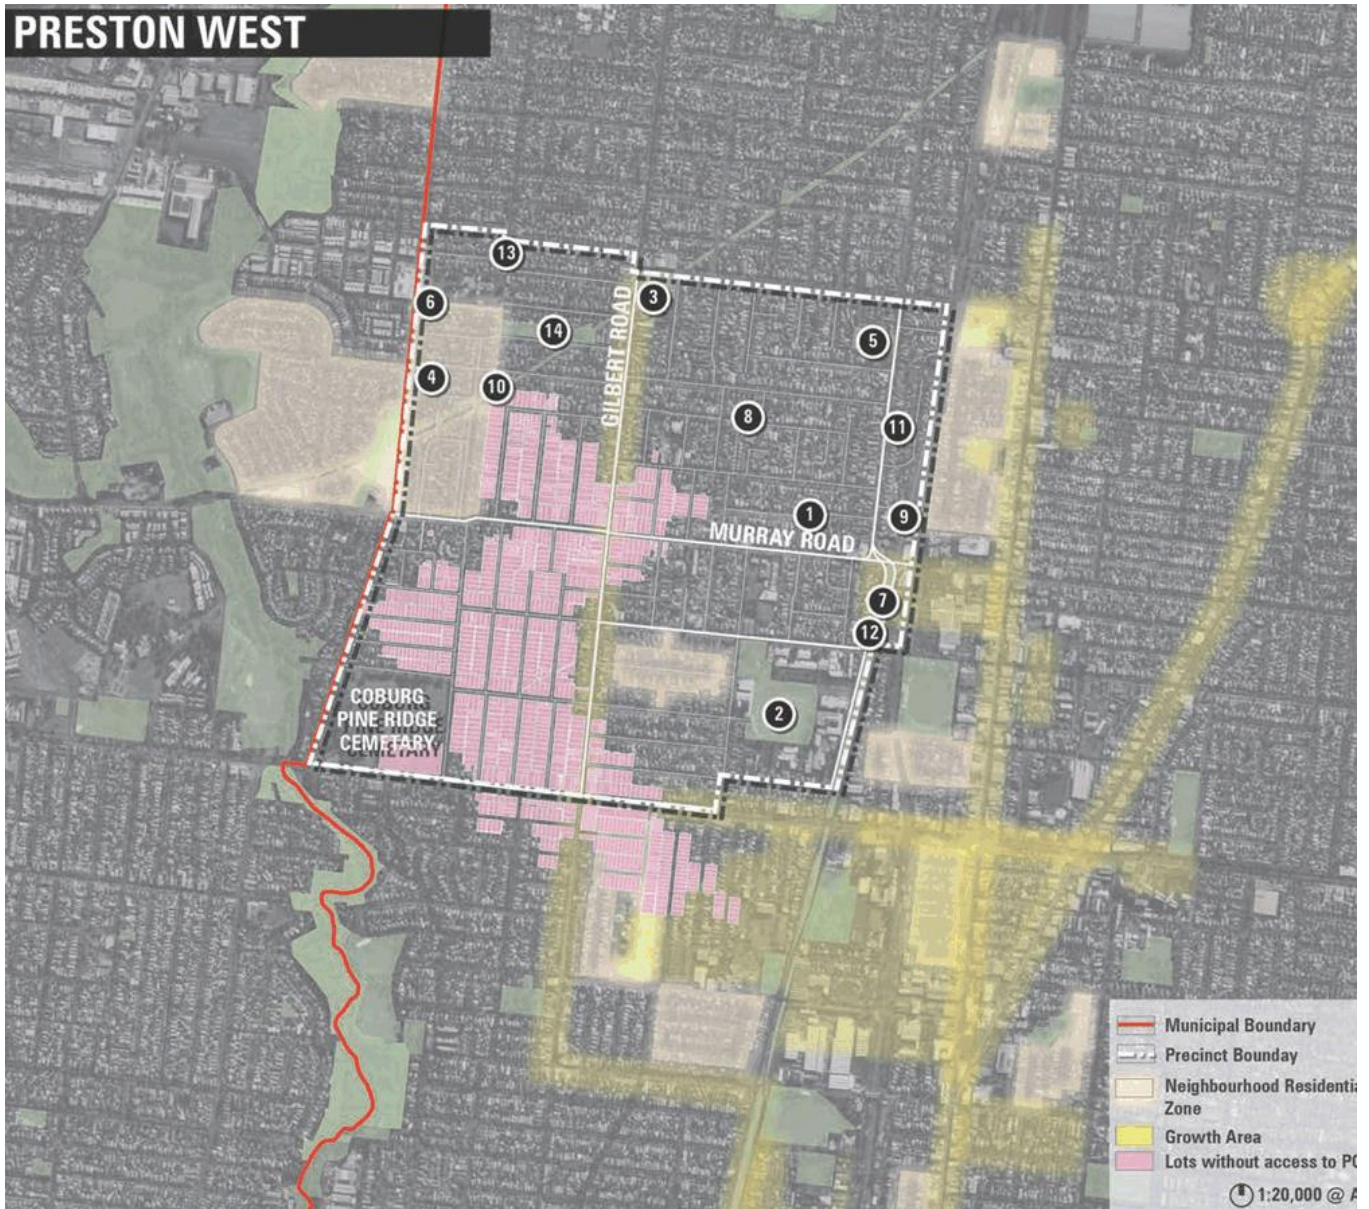 PRESTON WEST
13
6
3
GILBERT ROAD
14
5
4
10
8
11
1
9
MURRAY ROAD
7
12
COBURG
PINE RIDGE
CEMETARY
2
Municipal Boundary
Precinct Bounday
Neighbourhood Residentia
Zone
Growth Area
Lots without access to PO
1:20,000 @ A